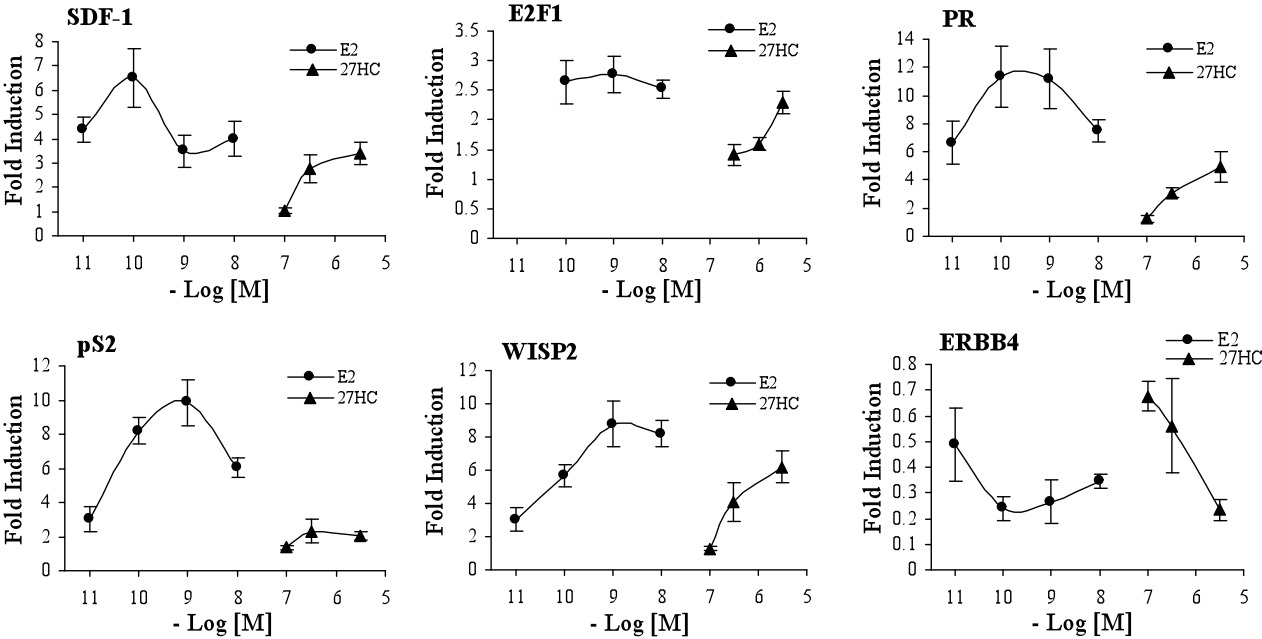 SDF-1
Fold Induction
8
7
6
5
4
3
2
1
0
E2
27HC
11 10 9 8 7 6 5
- Log [M]
E2F1
Fold Induction
3.5
3
2.5
2
1.5
1
0.5
0
E2
27HC
11 10 9 8 7 6 5
- Log [M]
PR
Fold Induction
14
12
10
8
6
4
2
0
E2
27HC
11 10 9 8 7 6 5
- Log [M]
pS2
Fold Induction
12
10
8
6
4
2
0
E2
27HC
11 10 9 8 7 6 5
- Log [M]
WISP2
Fold Induction
12
10
8
6
4
2
0
E2
27HC
11 10 9 8 7 6 5
- Log [M]
ERBB4
Fold Induction
0.8
0.7
0.6
0.5
0.4
0.3
0.2
0.1
0
E2
27HC
11 10 9 8 7 6 5
- Log [M]